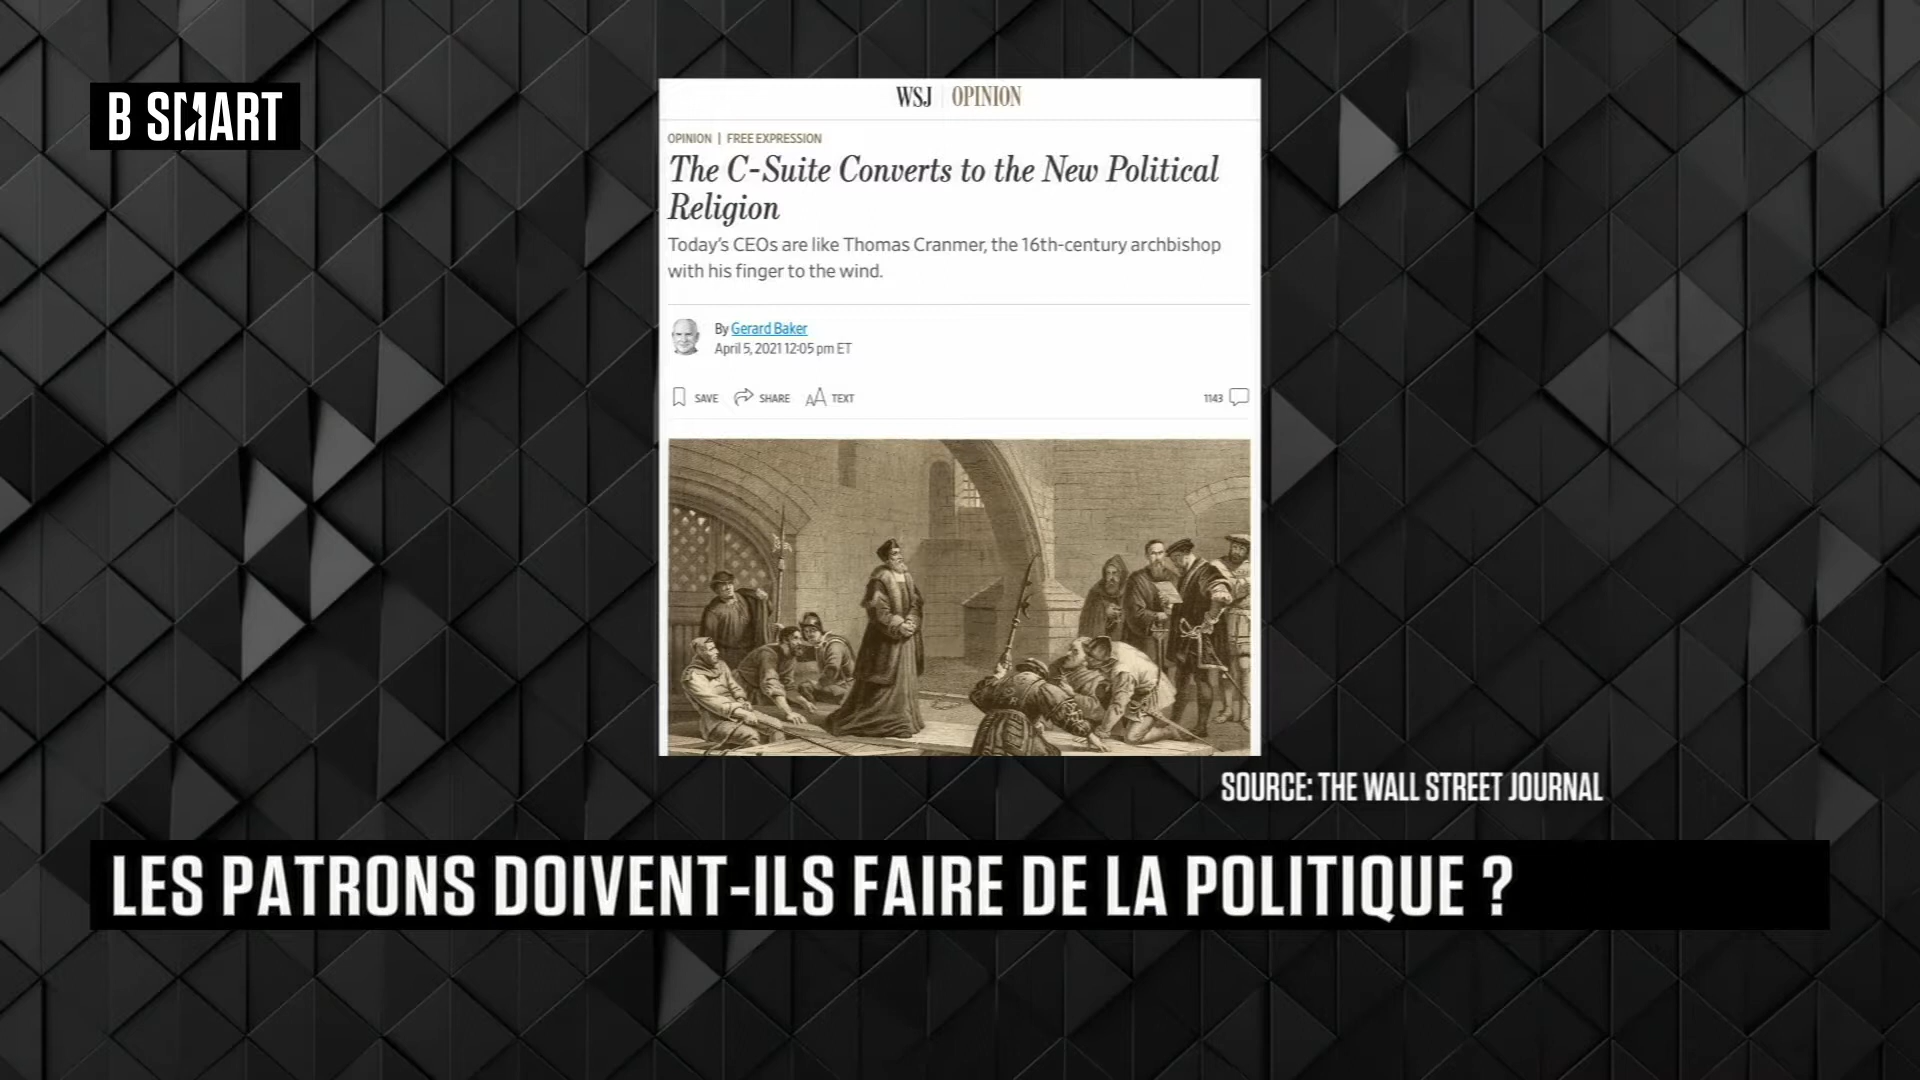 B SMART
WSJ OPINION
OPINION | FREE EXPRESSION
The C-Suite Converts to the New Political
Religion
Today's CEOs are like Thomas Cranmer, the 16th-century archbishop
with his finger to the wind.
By Gerard Baker
April 5, 2021 12:05 pm ET
SAVE SHARE AA TEXT 1143
SOURCE: THE WALL STREET JOURNAL
LES PATRONS DOIVENT-ILS FAIRE DE LA POLITIQUE ?